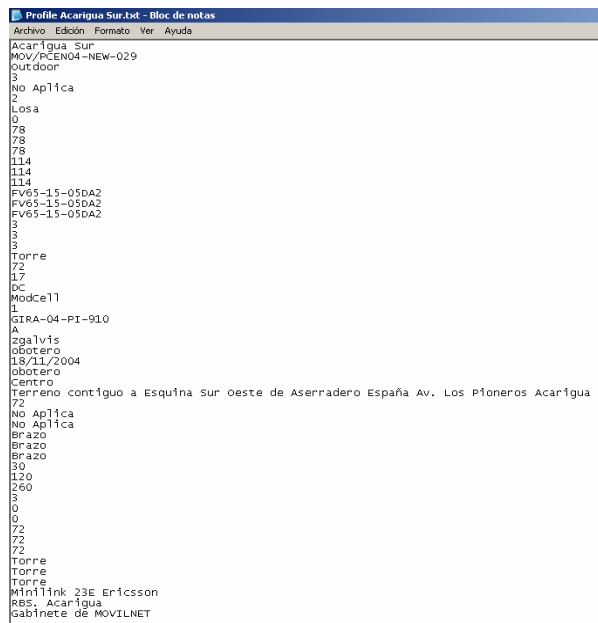 Profile Acarigua Sur.txt - Bloc de notas
Archivo Edición Formato Ver Ayuda
Acarigua Sur
MOV/PCEN04-NEW-029
Outdoor
3
No Aplica
2
Losa
0
78
78
78
114
114
114
FV65-15-05DA2
FV65-15-05DA2
FV65-15-05DA2
3
3
3
Torre
72
17
DC
ModCell
1
GIRA-04-PI-910
A
zgalvis
obotero
18/11/2004
obotero
Centro
Terreno contiguo a Esquina Sur Oeste de Aserradero España Av. Los Pioneros Acarigua
72
No Aplica
No Aplica
Brazo
Brazo
Brazo
30
120
260
3
0
0
72
72
72
Torre
Torre
Torre
Minilink 23E Ericsson
RBS. Acarigua
Gabinete de MOVILNET